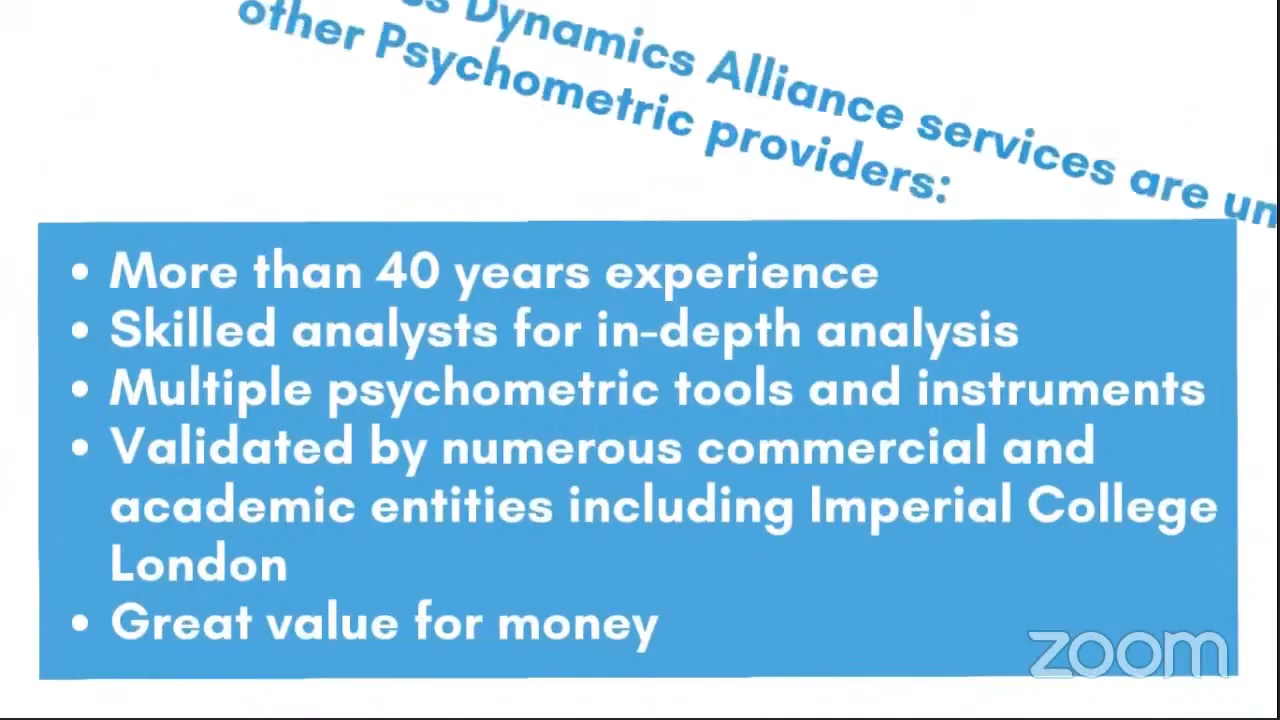 Dynamics Alliance services are
other Psychometric providers:
• More than 40 years experience
• Skilled analysts for in-depth analysis
• Multiple psychometric tools and instruments
• Validated by numerous commercial and
academic entities including Imperial College
London
• Great value for money
zoom